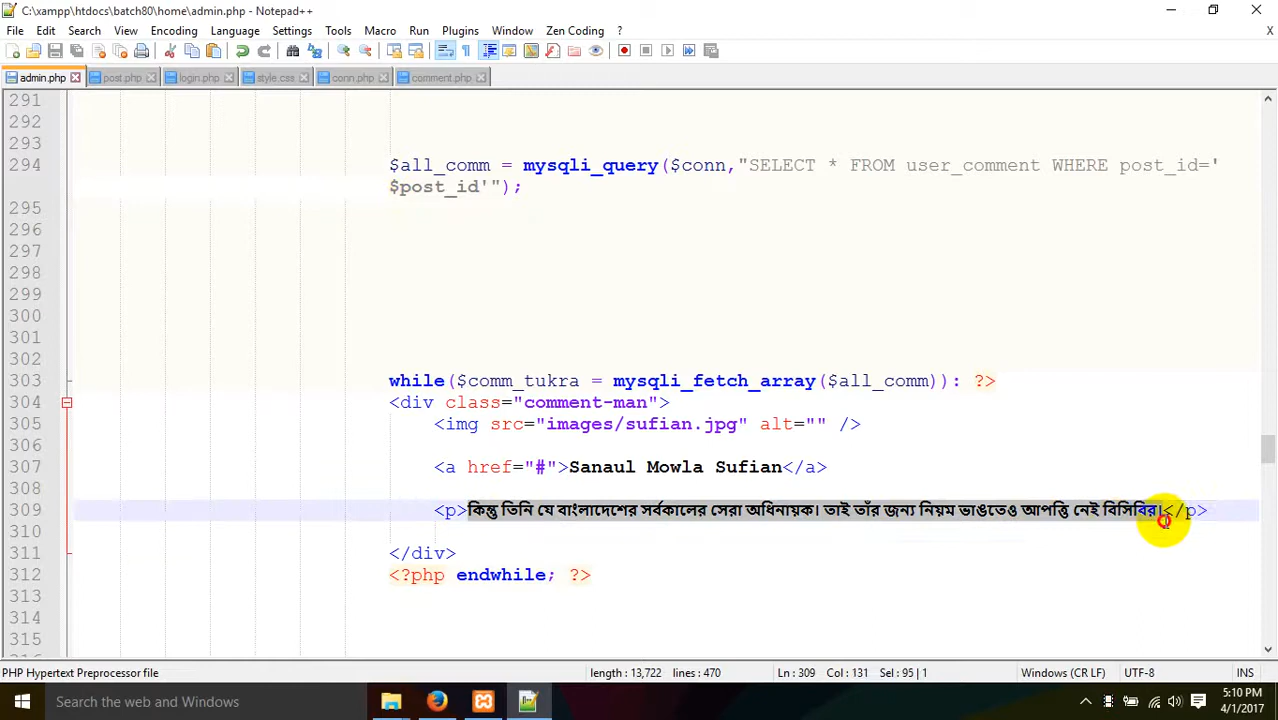 C:\xampp\htdocs\batch80\home\admin.php - Notepad++
File Edit Search View Encoding Language Settings Tools Macro Run Plugins Window Zen Coding ?
X
admin.php post.php login.php style.css conn.php comment.php
291
292
293
294 $all_comm = mysqli_query($conn,"SELECT * FROM user_comment WHERE post_id='
$post_id'");
295
296
297
298
299
300
301
302
303 while($comm_tukra = mysqli_fetch_array($all_comm)): ?>
304 <div class="comment-man">
305 <img src="images/sufian.jpg" alt="" />
306
307 <a href="#">Sanaul Mowla Sufian</a>
308
309 <p>কিন্তু তিনি যে বাংলাদেশের সর্বকালের সেরা অধিনায়ক। তাই তাঁর জন্য নিয়ম ভাঙতেও আপত্তি নেই বিসিবির।</p>
310
311 </div>
312 <?php endwhile; ?>
313
314
315
PHP Hypertext Preprocessor file length : 13,722 lines : 470 Ln : 309 Col : 131 Sel : 95 | 1 Windows (CR LF) UTF-8 INS
Search the web and Windows
5:10 PM
4/1/2017